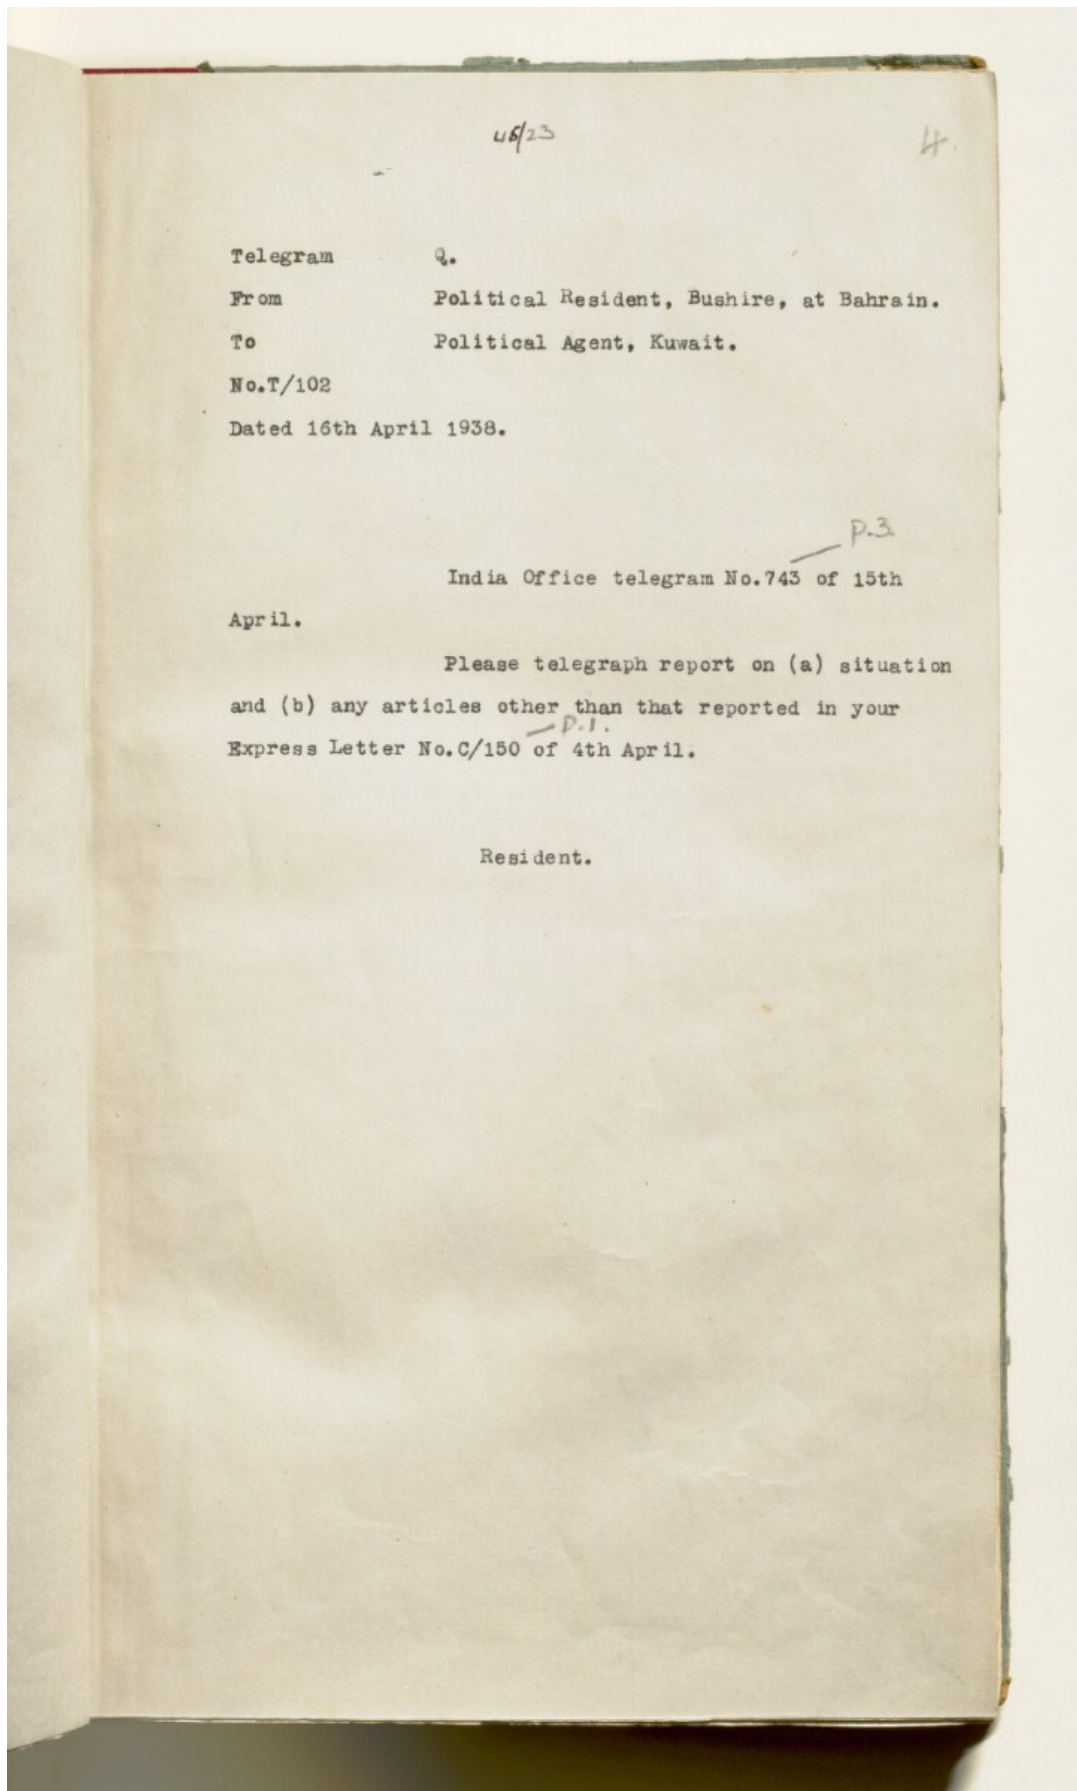 45/23
4.
Telegram Q.
From Political Resident, Bushire, at Bahrain.
To Political Agent, Kuwait.
No.T/102
Dated 16th April 1938.
P.3.
India Office telegram No.743 of 15th
April.
Please telegraph report on (a) situation
and (b) any articles other than that reported in your
P.1.
Express Letter No.C/150 of 4th April.
Resident.